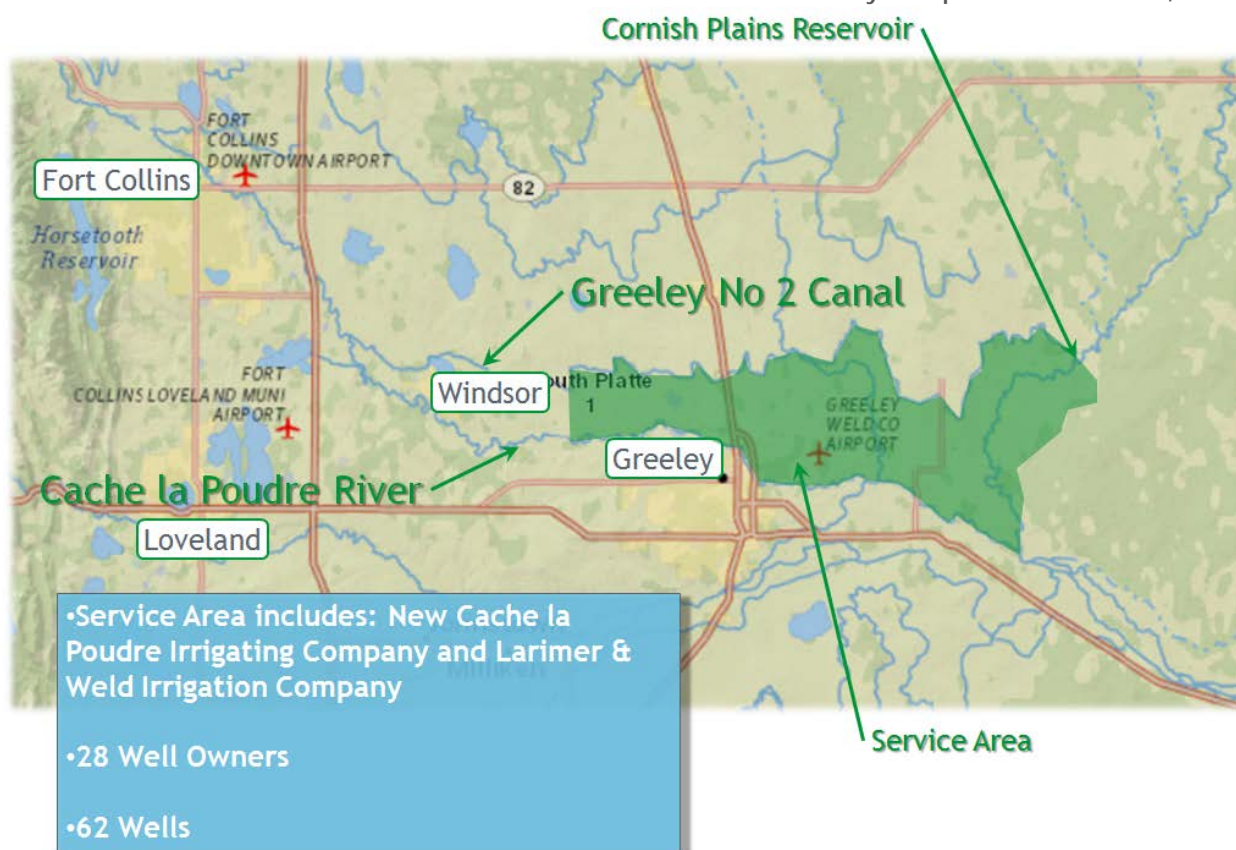 Cornish Plains Reservoir
FORT
COLLINS
DOWNTOWN AIRPORT
Fort Collins
82
Horsetooth
Reservoir
Greeley No 2 Canal
FORT
COLLINS LOVELAND MUNI
AIRPORT
Windsor
outh Platte
1
GREELEY
WELD CO
AIRPORT
Greeley
Cache la Poudre River
Loveland
•Service Area includes: New Cache la
Poudre Irrigating Company and Larimer &
Weld Irrigation Company
•28 Well Owners
•62 Wells
Service Area